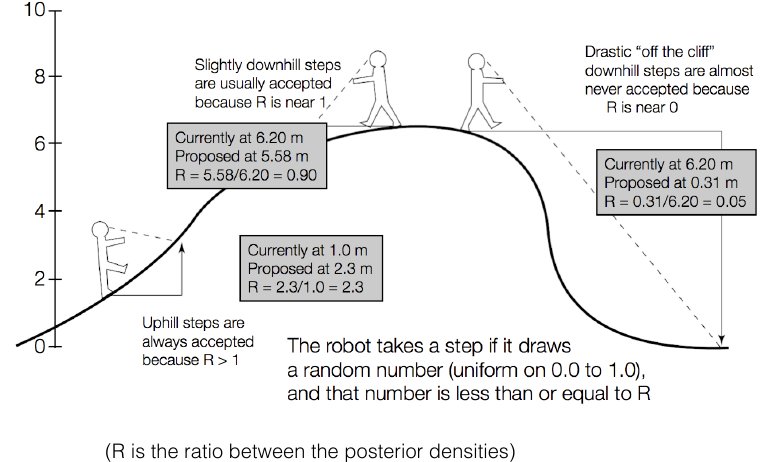 10
8
6
4
2
0
Slightly downhill steps
are usually accepted
because R is near 1
Drastic “off the cliff”
downhill steps are almost
never accepted because
R is near 0
Currently at 6.20 m
Proposed at 5.58 m
R = 5.58/6.20 = 0.90
Currently at 6.20 m
Proposed at 0.31 m
R = 0.31/6.20 = 0.05
Currently at 1.0 m
Proposed at 2.3 m
R = 2.3/1.0 = 2.3
Uphill steps are
always accepted
because R > 1
The robot takes a step if it draws
a random number (uniform on 0.0 to 1.0),
and that number is less than or equal to R
(R is the ratio between the posterior densities)